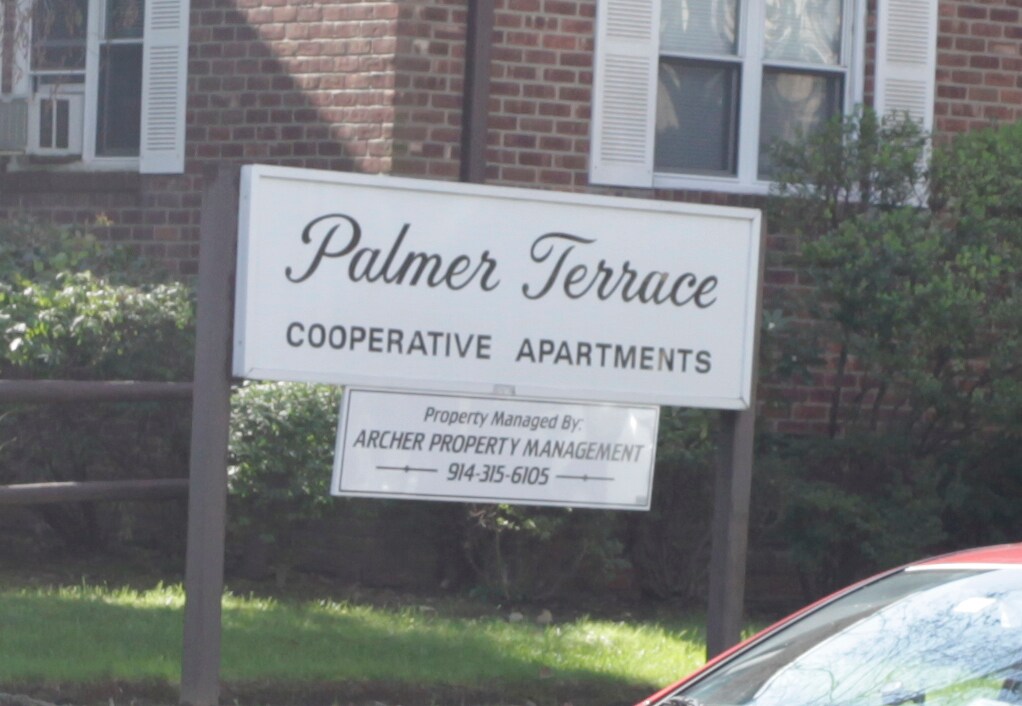 Palmer Terrace
COOPERATIVE APARTMENTS
Property Managed By:
ARCHER PROPERTY MANAGEMENT
914-315-6105